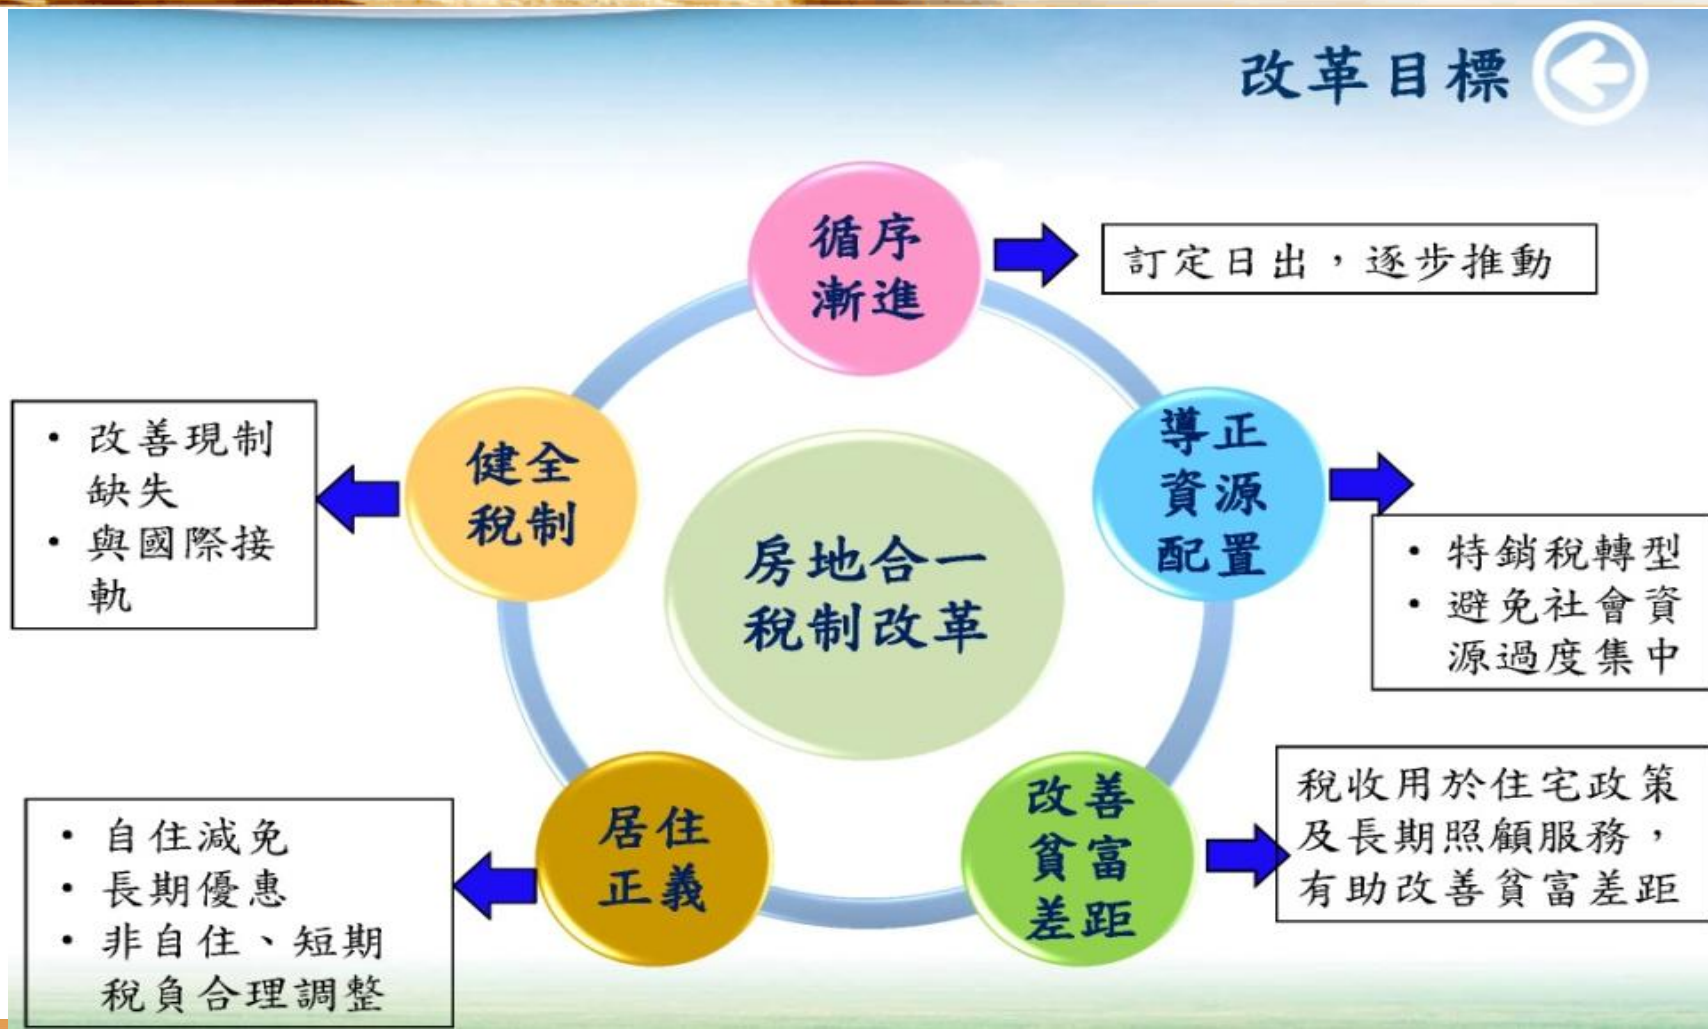 改革目標
循序
漸進
訂定日出，逐步推動
導正
資源
配置
• 特銷稅轉型
• 避免社會資
源過度集中
改善
貧富
差距
稅收用於住宅政策
及長期照顧服務，
有助改善貧富差距
居住
正義
• 自住減免
• 長期優惠
• 非自住、短期
稅負合理調整
健全
稅制
• 改善現制
缺失
• 與國際接
軌
房地合一
稅制改革